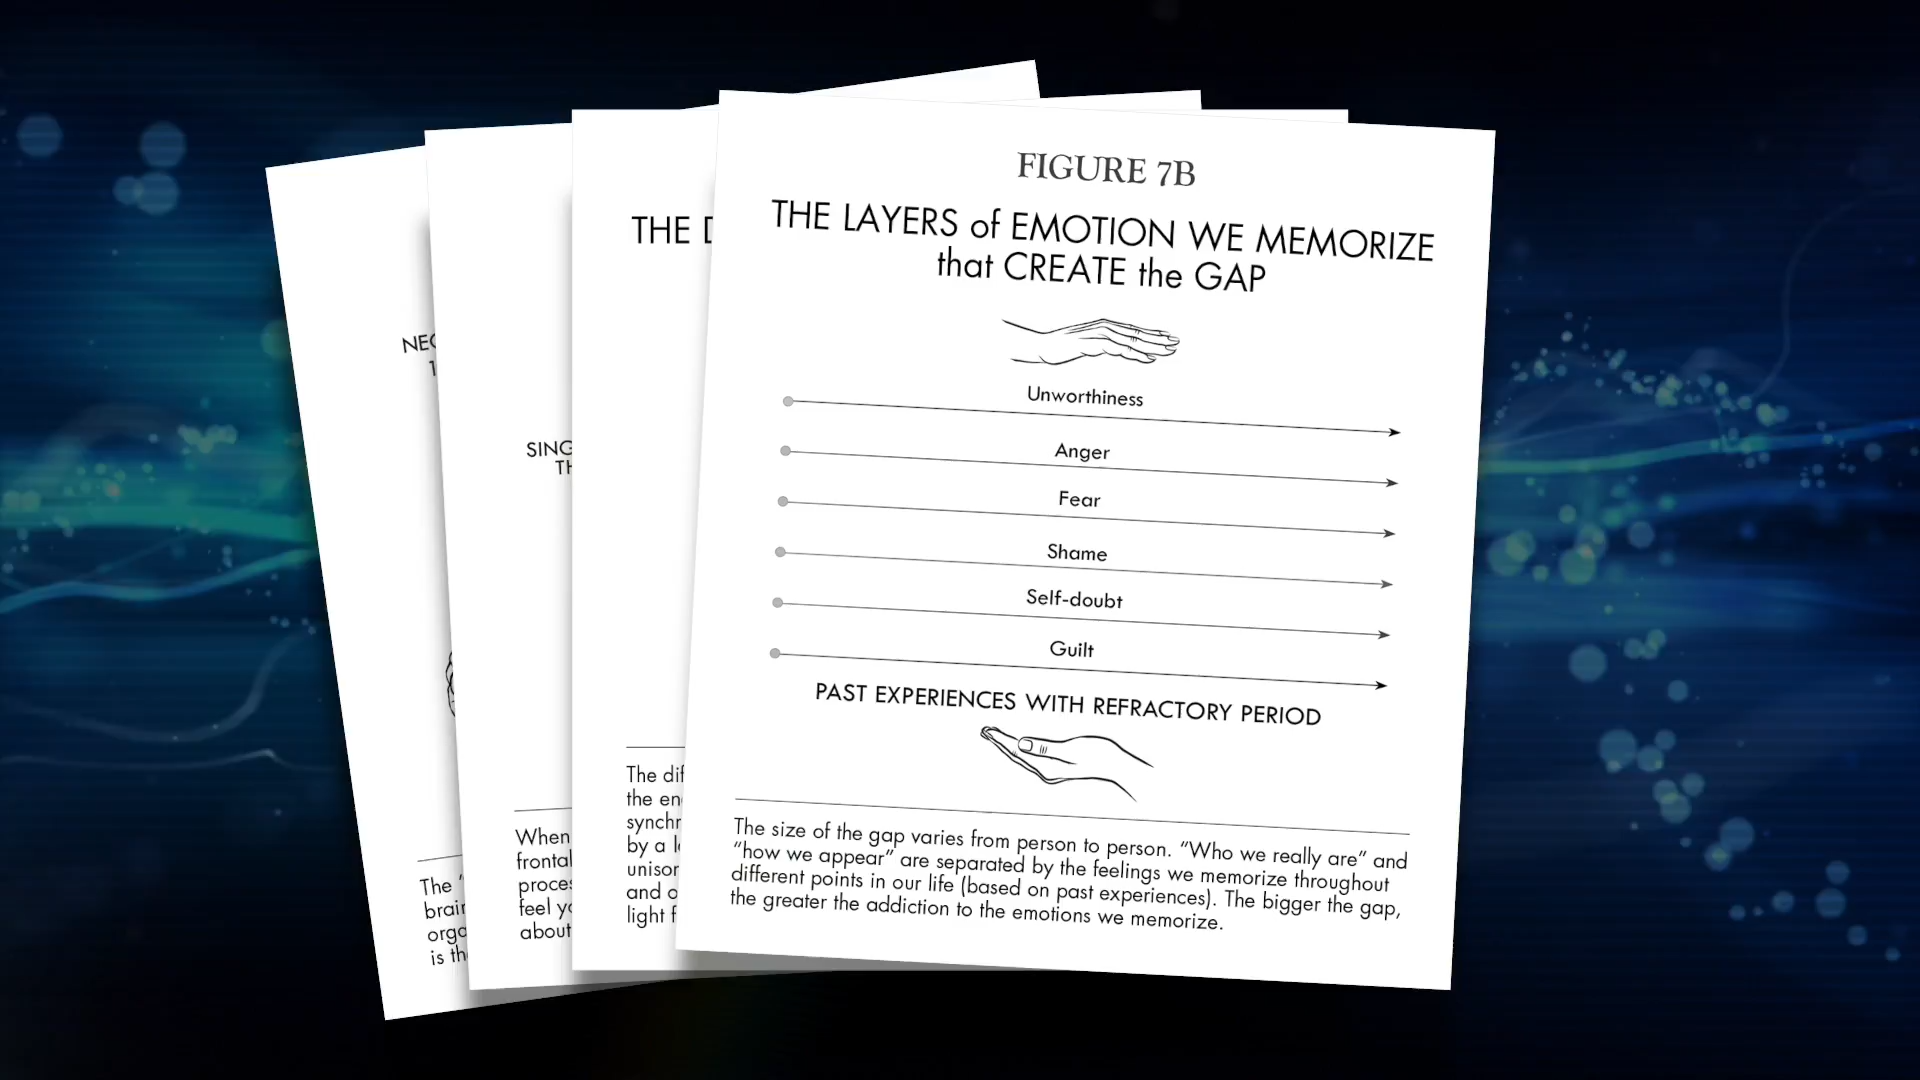 FIGURE 7B
THE LAYERS of EMOTION WE MEMORIZE
that CREATE the GAP
Unworthiness
Anger
Fear
Shame
Self-doubt
Guilt
PAST EXPERIENCES WITH REFRACTORY PERIOD
The size of the gap varies from person to person. “Who we really are” and
“how we appear” are separated by the feelings we memorize throughout
different points in our life (based on past experiences). The bigger the gap,
the greater the addiction to the emotions we memorize.
THE
The
the
by a
and
light
When
about
The
is